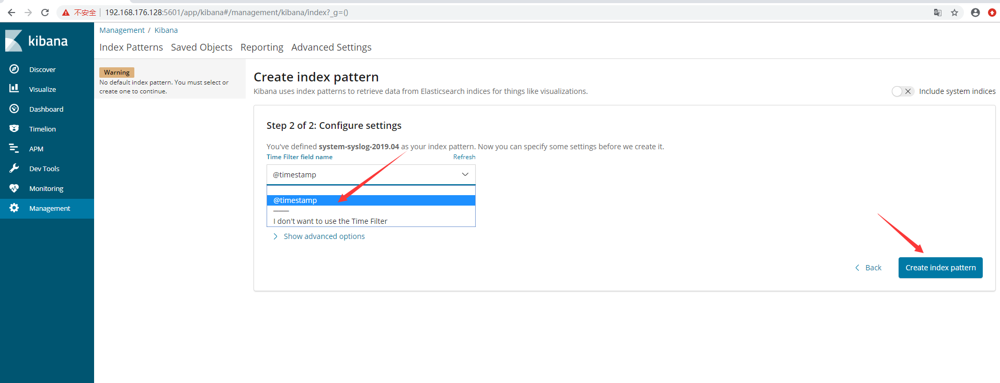 不安全 192.168.176.128:5601/app/kibana#/management/kibana/index?_g=()
kibana
Discover
Visualize
Dashboard
Timelion
APM
Dev Tools
Monitoring
Management
Management / Kibana
Index Patterns Saved Objects Reporting Advanced Settings
Warning
No default index pattern. You must select or
create one to continue.
Create index pattern
Kibana uses index patterns to retrieve data from Elasticsearch indices for things like visualizations.
Include system indices
Step 2 of 2: Configure settings
You've defined system-syslog-2019.04 as your index pattern. Now you can specify some settings before we create it.
Time Filter field name Refresh
@timestamp
@timestamp
I don't want to use the Time Filter
Show advanced options
Back Create index pattern